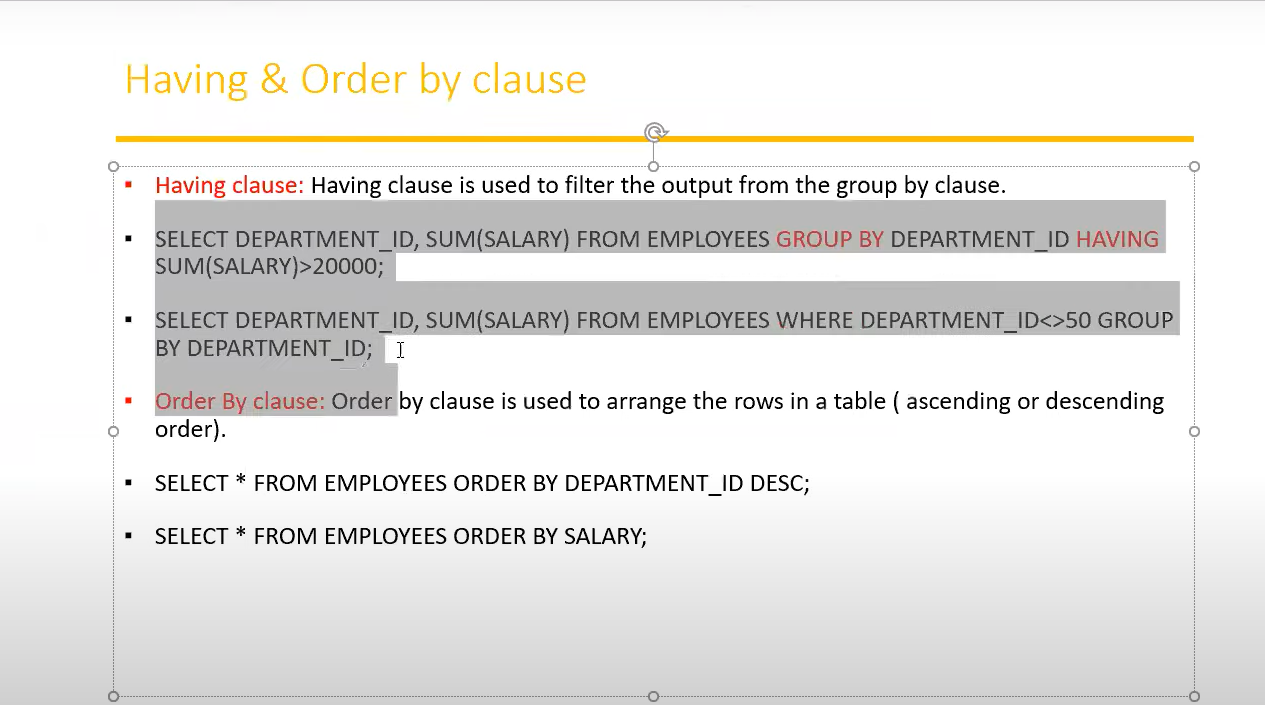 Having & Order by clause
Having clause: Having clause is used to filter the output from the group by clause.
SELECT DEPARTMENT_ID, SUM(SALARY) FROM EMPLOYEES GROUP BY DEPARTMENT_ID HAVING
SUM(SALARY)>20000;
SELECT DEPARTMENT_ID, SUM(SALARY) FROM EMPLOYEES WHERE DEPARTMENT_ID<>50 GROUP
BY DEPARTMENT_ID;
Order By clause: Order by clause is used to arrange the rows in a table ( ascending or descending
order).
SELECT * FROM EMPLOYEES ORDER BY DEPARTMENT_ID DESC;
SELECT * FROM EMPLOYEES ORDER BY SALARY;